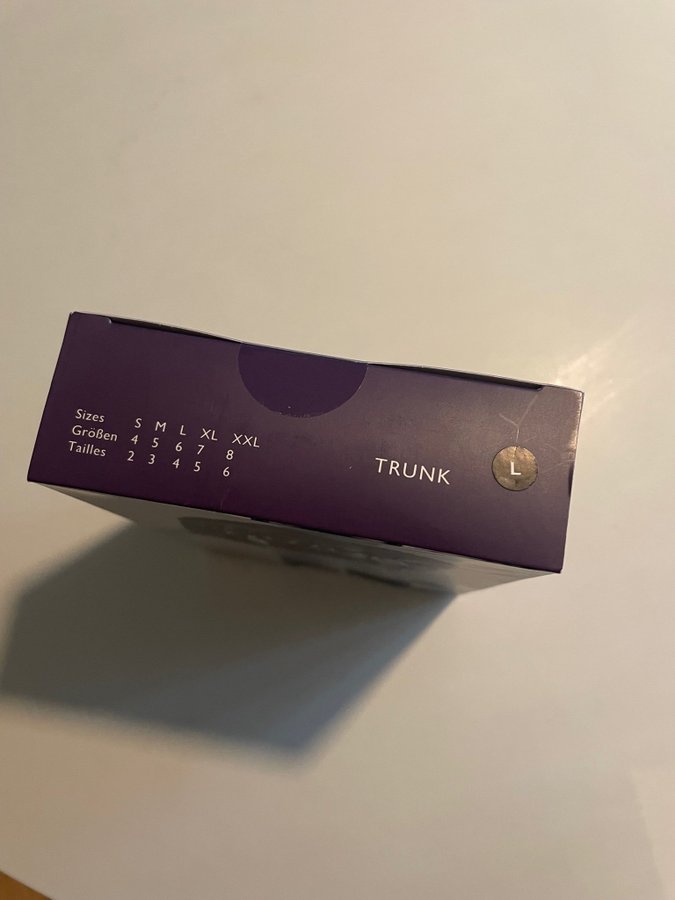 Sizes S M L XL XXL
Größen 4 5 6 7 8
Tailles 2 3 4 5 6
TRUNK
L